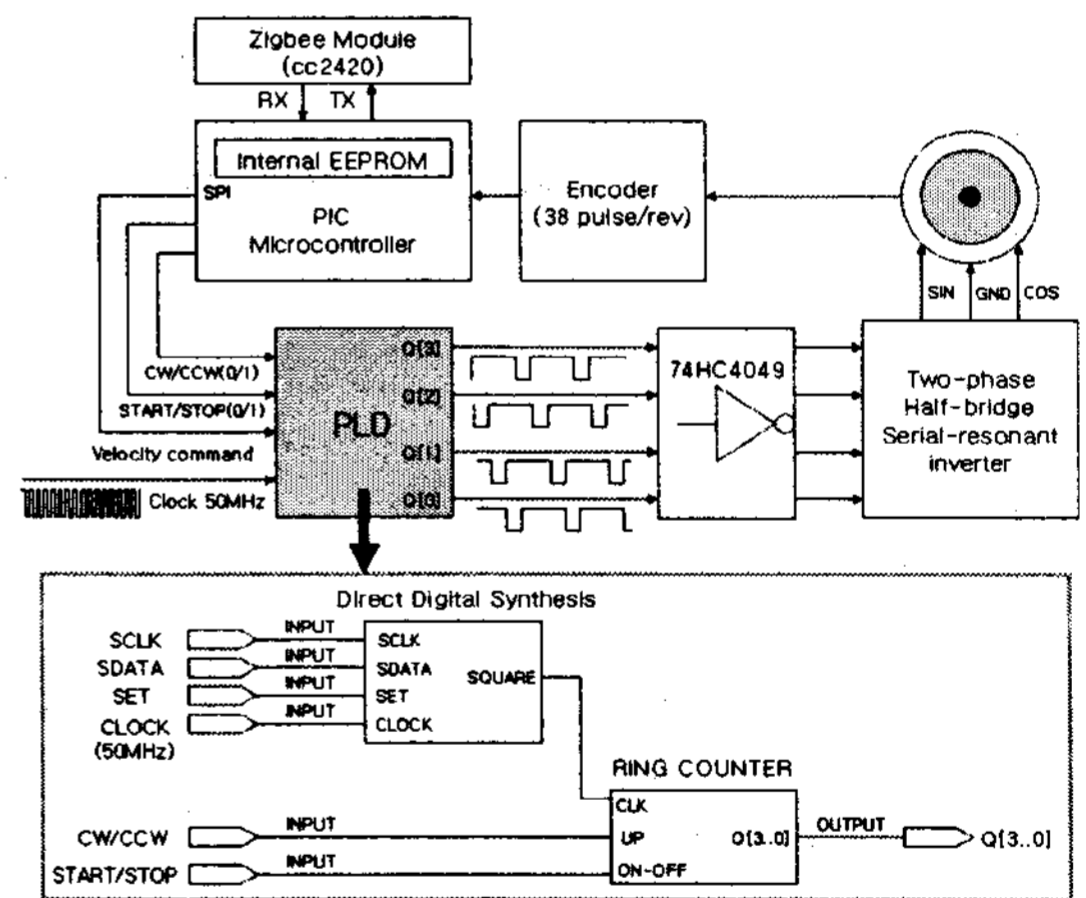 Zigbee Module
(cc2420)
RX TX
Internal EEPROM
SPI
PIC
Microcontroller
Encoder
(38 pulse/rev)
SIN GND COS
CW/CCW(0/1)
START/STOP(0/1)
Velocity command
Clock 50MHz
PLD
Q[3]
Q[2]
Q[1]
Q[0]
74HC4049
Two-phase
Half-bridge
Serial-resonant
inverter
Direct Digital Synthesis
SCLK INPUT SCLK
SDATA INPUT SDATA SQUARE
SET INPUT SET
CLOCK INPUT CLOCK
(50MHz)
RING COUNTER
CLK
CW/CCW INPUT UP Q[3..0] OUTPUT Q[3..0]
START/STOP INPUT ON-OFF